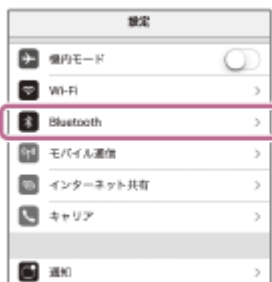 設定
機内モード
Wi-Fi
Bluetooth
モバイル通信
インターネット共有
キャリア
通知